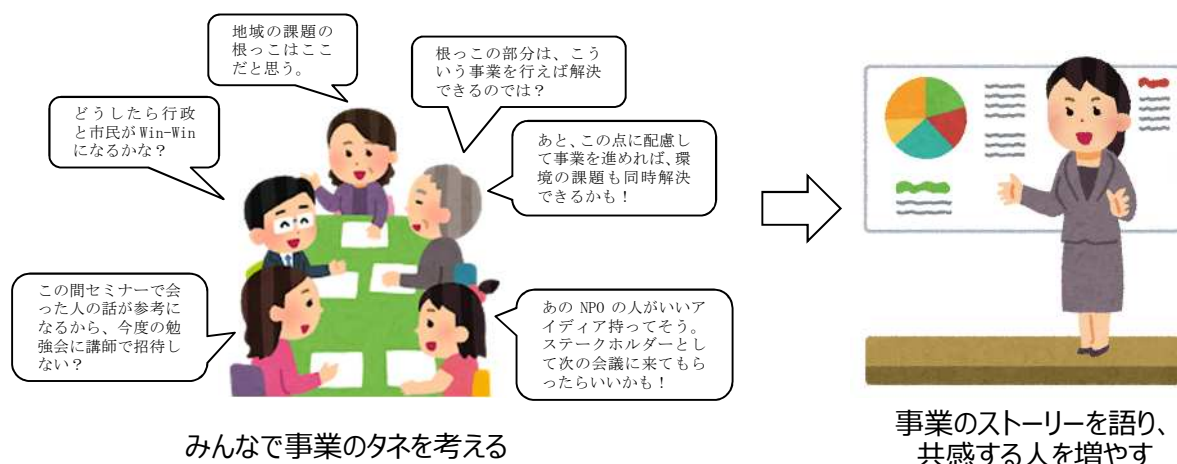 地域の課題の
根っこはここ
だと思う。
根っこの部分は、こう
いう事業を行えば解決
できるのでは？
どうしたら行政
と市民が Win-Win
になるかな？
あと、この点に配慮し
て事業を進めれば、環
境の課題も同時解決
できるかも！
この間セミナーで会
った人の話が参考に
なるから、今度の勉
強会に講師で招待し
ない？
あの NPO の人がいいア
イディア持ってそう。
ステークホルダーとし
て次の会議に来てもら
ったらいいかも！
みんなで事業のタネを考える
事業のストーリーを語り、
共感する人を増やす